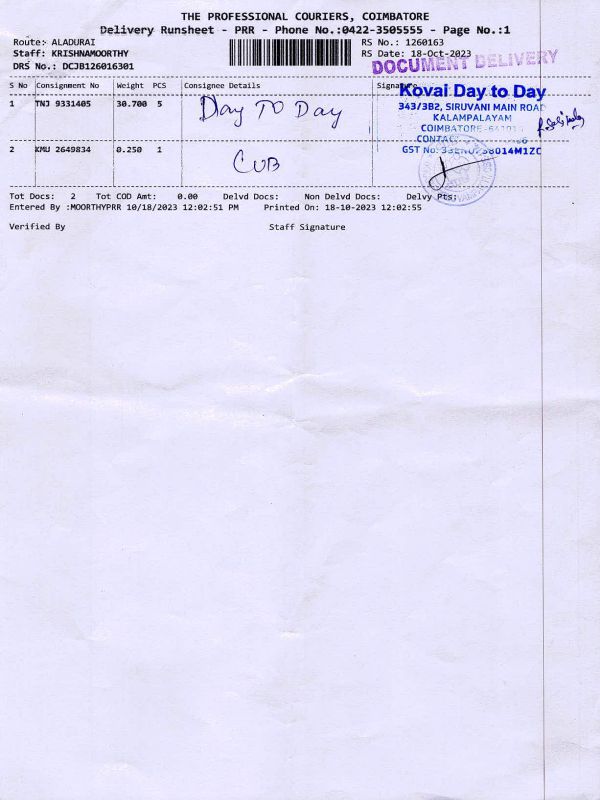 THE PROFESSIONAL COURIERS, COIMBATORE
Delivery Runsheet - PRR - Phone No.:0422-3505555 - Page No.:1
Route: ALADURAI RS No.: 1260163
Staff: KRISHNAMOORTHY RS Date: 18-Oct-2023
DRS No.: DCJB126016301
DOCUMENT DELIVERY
S No Consignment No Weight PCS Consignee Details Signature
1 TNJ 9331405 30.700 5 Day TO Day
Kovai Day to Day
343/3B2, SIRUVANI MAIN ROAD
KALAMPALAYAM
COIMBATORE
CONTACT
GST No:
2 KMU 2649834 0.250 1 CUB
Tot Docs: 2 Tot COD Amt: 0.00 Delvd Docs: Non Delvd Docs: Delvy Pts:
Entered By :MOORTHYPRR 10/18/2023 12:02:51 PM Printed On: 18-10-2023 12:02:55
Verified By Staff Signature